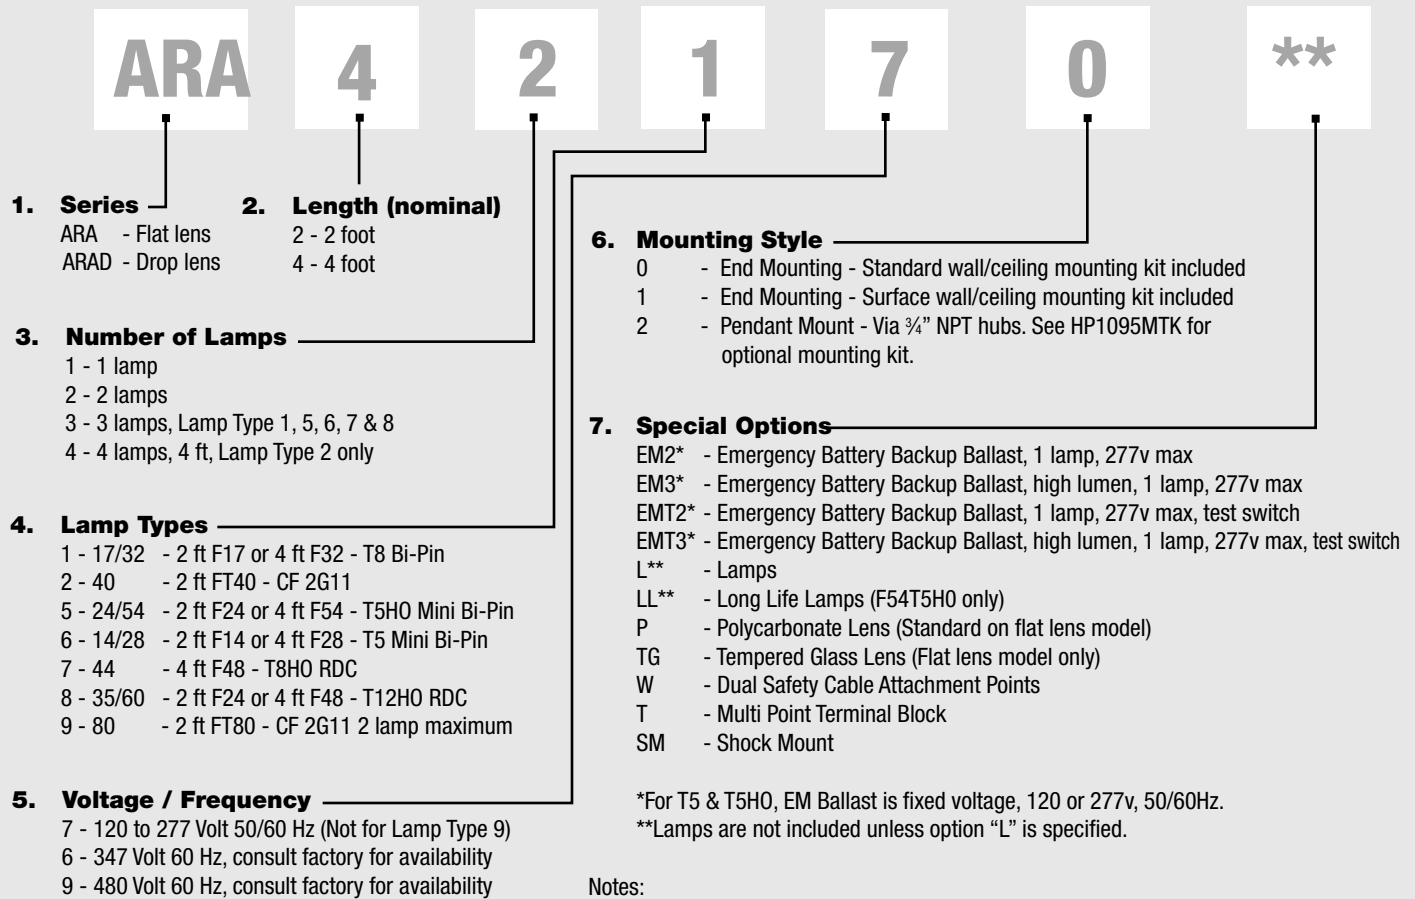 ARA 4 2 1 7 0 **
1. Series
ARA - Flat lens
ARAD - Drop lens
2. Length (nominal)
2 - 2 foot
4 - 4 foot
3. Number of Lamps
1 - 1 lamp
2 - 2 lamps
3 - 3 lamps, Lamp Type 1, 5, 6, 7 & 8
4 - 4 lamps, 4 ft, Lamp Type 2 only
4. Lamp Types
1 - 17/32 - 2 ft F17 or 4 ft F32 - T8 Bi-Pin
2 - 40 - 2 ft FT40 - CF 2G11
5 - 24/54 - 2 ft F24 or 4 ft F54 - T5HO Mini Bi-Pin
6 - 14/28 - 2 ft F14 or 4 ft F28 - T5 Mini Bi-Pin
7 - 44 - 4 ft F48 - T8HO RDC
8 - 35/60 - 2 ft F24 or 4 ft F48 - T12HO RDC
9 - 80 - 2 ft FT80 - CF 2G11 2 lamp maximum
5. Voltage / Frequency
7 - 120 to 277 Volt 50/60 Hz (Not for Lamp Type 9)
6 - 347 Volt 60 Hz, consult factory for availability
9 - 480 Volt 60 Hz, consult factory for availability
6. Mounting Style
0 - End Mounting - Standard wall/ceiling mounting kit included
1 - End Mounting - Surface wall/ceiling mounting kit included
2 - Pendant Mount - Via ¾” NPT hubs. See HP1095MTK for
optional mounting kit.
7. Special Options
EM2* - Emergency Battery Backup Ballast, 1 lamp, 277v max
EM3* - Emergency Battery Backup Ballast, high lumen, 1 lamp, 277v max
EMT2* - Emergency Battery Backup Ballast, 1 lamp, 277v max, test switch
EMT3* - Emergency Battery Backup Ballast, high lumen, 1 lamp, 277v max, test switch
L** - Lamps
LL** - Long Life Lamps (F54T5HO only)
P - Polycarbonate Lens (Standard on flat lens model)
TG - Tempered Glass Lens (Flat lens model only)
W - Dual Safety Cable Attachment Points
T - Multi Point Terminal Block
SM - Shock Mount
*For T5 & T5HO, EM Ballast is fixed voltage, 120 or 277v, 50/60Hz.
**Lamps are not included unless option “L” is specified.
Notes: